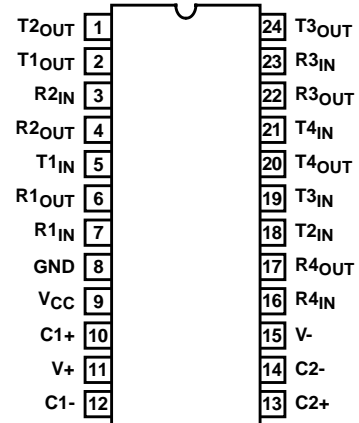 T2OUT 1 24 T3OUT
T1OUT 2 23 R3IN
R2IN 3 22 R3OUT
R2OUT 4 21 T4IN
T1IN 5 20 T4OUT
R1OUT 6 19 T3IN
R1IN 7 18 T2IN
GND 8 17 R4OUT
VCC 9 16 R4IN
C1+ 10 15 V-
V+ 11 14 C2-
C1- 12 13 C2+